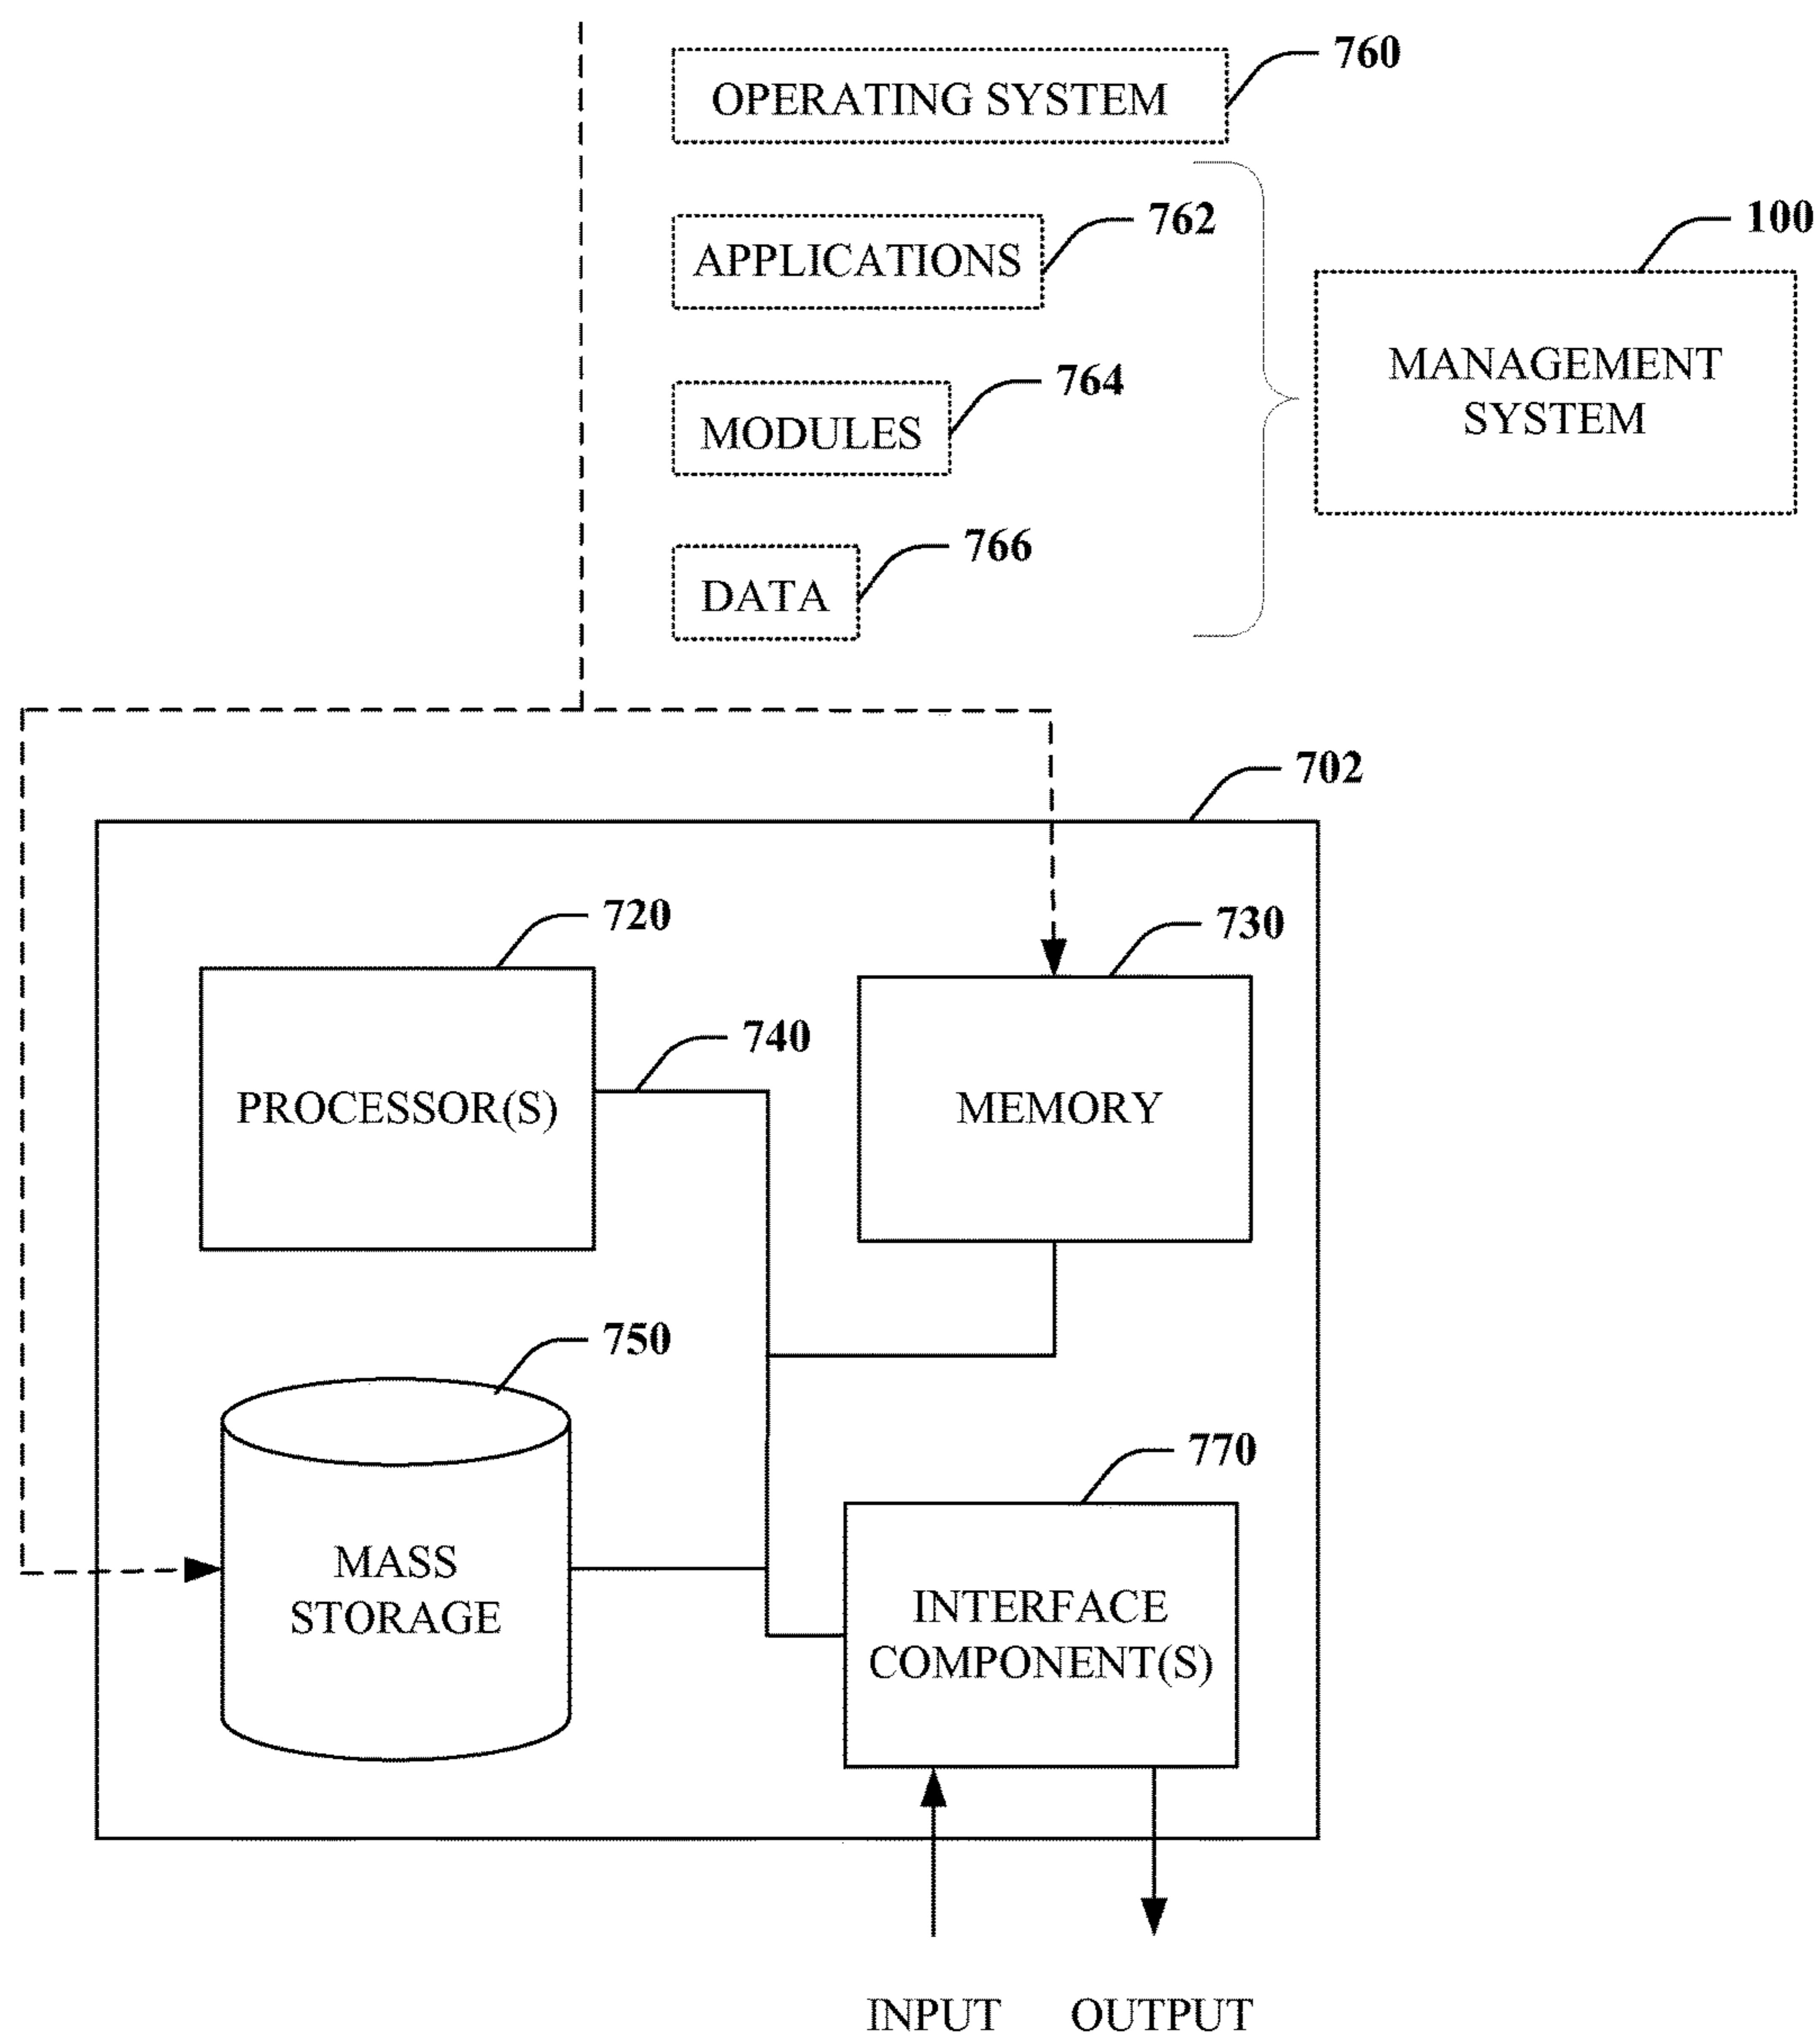 760
OPERATING SYSTEM
762
APPLICATIONS
100
MANAGEMENT
SYSTEM
764
MODULES
766
DATA
702
720
730
740
PROCESSOR(S)
MEMORY
750
770
MASS
STORAGE
INTERFACE
COMPONENT(S)
INPUT
OUTPUT